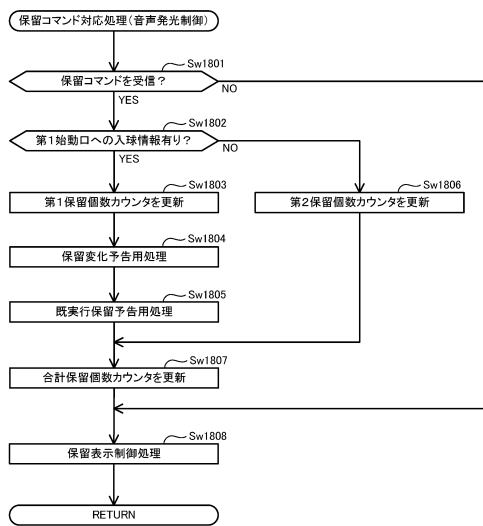 保留コマンド対応処理(音声発光制御)
Sw1801
保留コマンドを受信?
NO
YES
Sw1802
第1始動口への入球情報有り?
NO
YES
Sw1803
第1保留個数カウンタを更新
Sw1806
第2保留個数カウンタを更新
Sw1804
保留変化予告用処理
Sw1805
既実行保留予告用処理
Sw1807
合計保留個数カウンタを更新
Sw1808
保留表示制御処理
RETURN